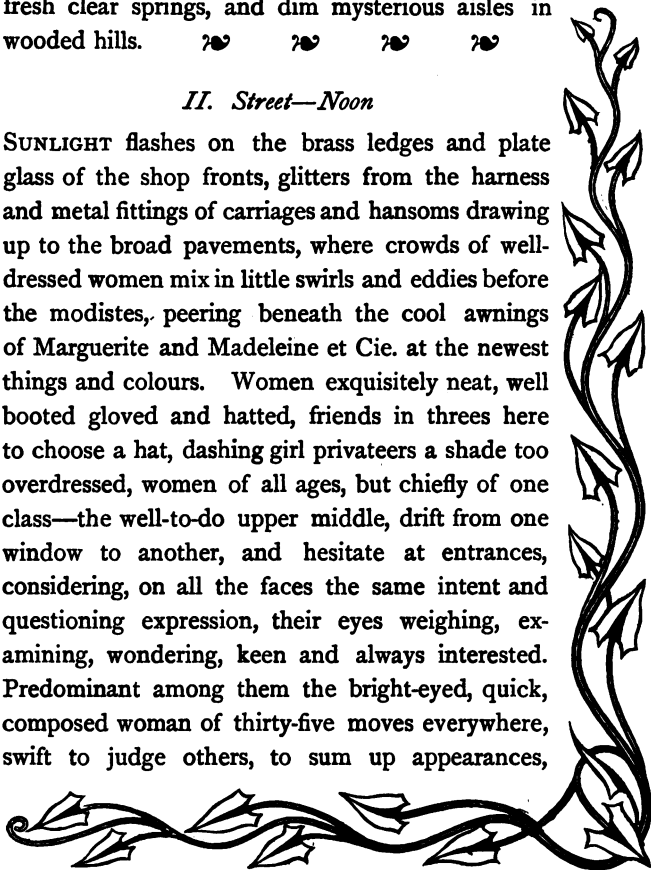 fresh clear springs, and dim mysterious aisles in
wooded hills.
II. Street—Noon
SUNLIGHT flashes on the brass ledges and plate
glass of the shop fronts, glitters from the harness
and metal fittings of carriages and hansoms drawing
up to the broad pavements, where crowds of well-
dressed women mix in little swirls and eddies before
the modistes, peering beneath the cool awnings
of Marguerite and Madeleine et Cie. at the newest
things and colours. Women exquisitely neat, well
booted gloved and hatted, friends in threes here
to choose a hat, dashing girl privateers a shade too
overdressed, women of all ages, but chiefly of one
class—the well-to-do upper middle, drift from one
window to another, and hesitate at entrances,
considering, on all the faces the same intent and
questioning expression, their eyes weighing, ex-
amining, wondering, keen and always interested.
Predominant among them the bright-eyed, quick,
composed woman of thirty-five moves everywhere,
swift to judge others, to sum up appearances,